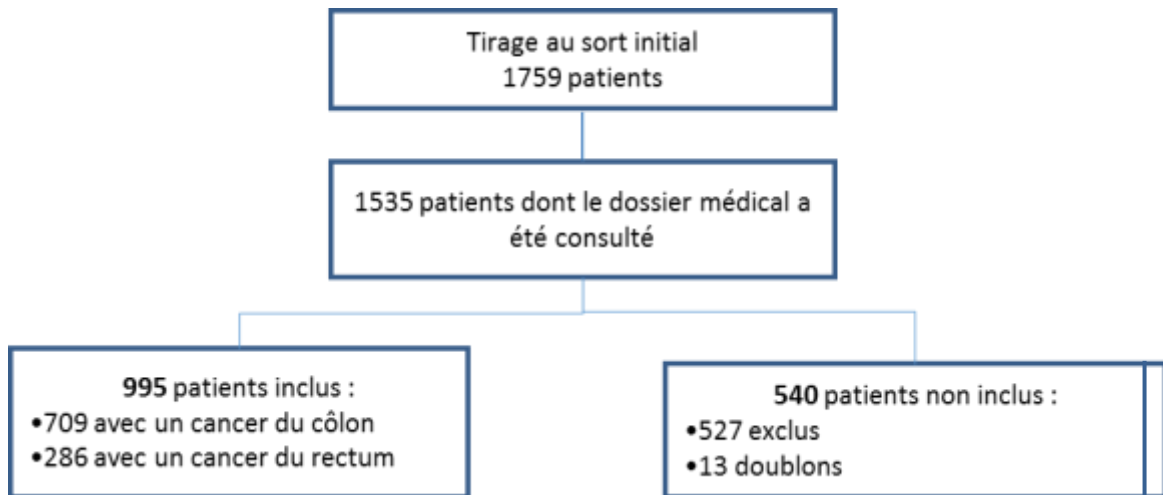 Tirage au sort initial
1759 patients
1535 patients dont le dossier médical a
été consulté
995 patients inclus :
•709 avec un cancer du côlon
•286 avec un cancer du rectum
540 patients non inclus :
•527 exclus
•13 doublons